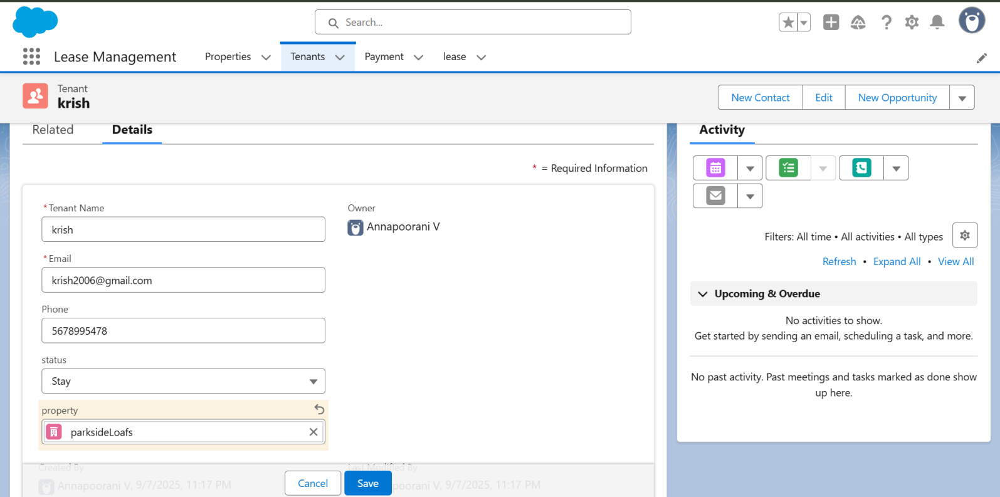 Search...
Lease Management
Properties
Tenants
Payment
lease
Tenant
krish
New Contact
Edit
New Opportunity
Related
Details
Activity
* = Required Information
*Tenant Name
krish
Owner
Annapoorani V
*Email
krish2006@gmail.com
Phone
5678995478
status
Stay
property
parksideLoafs
Created By
Last Modified By
Annapoorani V, 9/7/2025, 11:17 PM
poorani V, 9/7/2025, 11:17 PM
Cancel
Save
Filters: All time • All activities • All types
Refresh • Expand All • View All
Upcoming & Overdue
No activities to show.
Get started by sending an email, scheduling a task, and more.
No past activity. Past meetings and tasks marked as done show
up here.